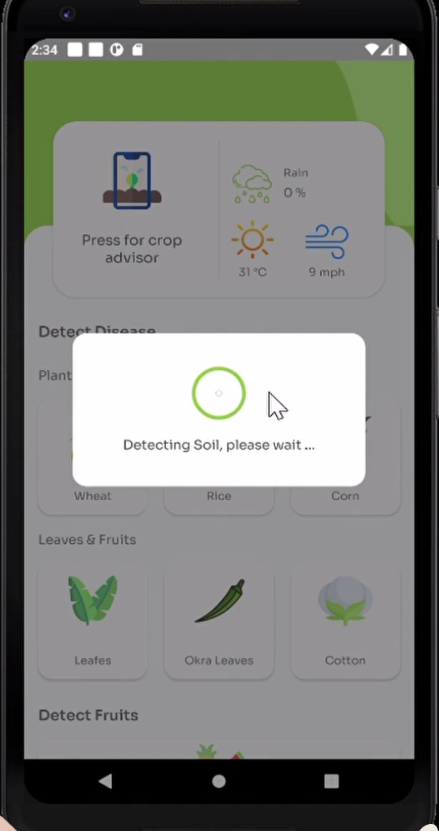 2:34
Rain
0 %
Press for crop
advisor
31 °C
9 mph
Detect Disease
Plant
Detecting Soil, please wait ...
Wheat
Rice
Corn
Leaves & Fruits
Leafes
Okra Leaves
Cotton
Detect Fruits